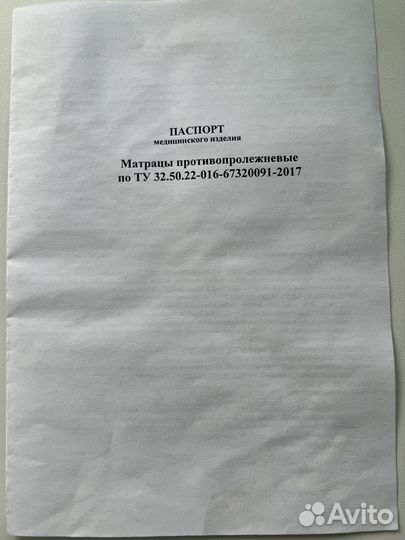 ПАСПОРТ
медицинского изделия
Матрацы противопролежневые
по ТУ 32.50.22-016-67320091-2017
Avito